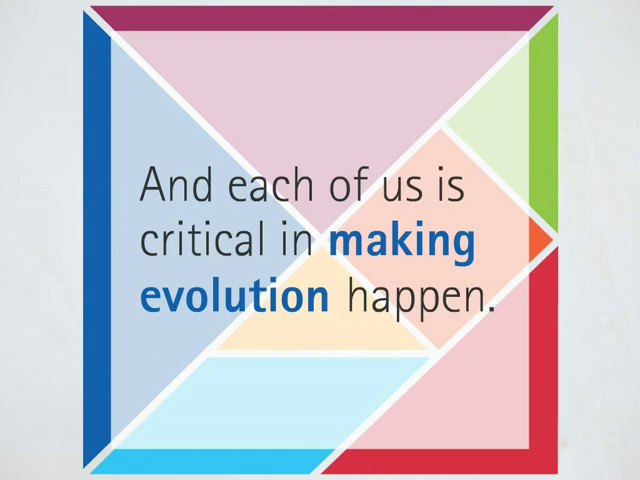 And each of us is
critical in making
evolution happen.